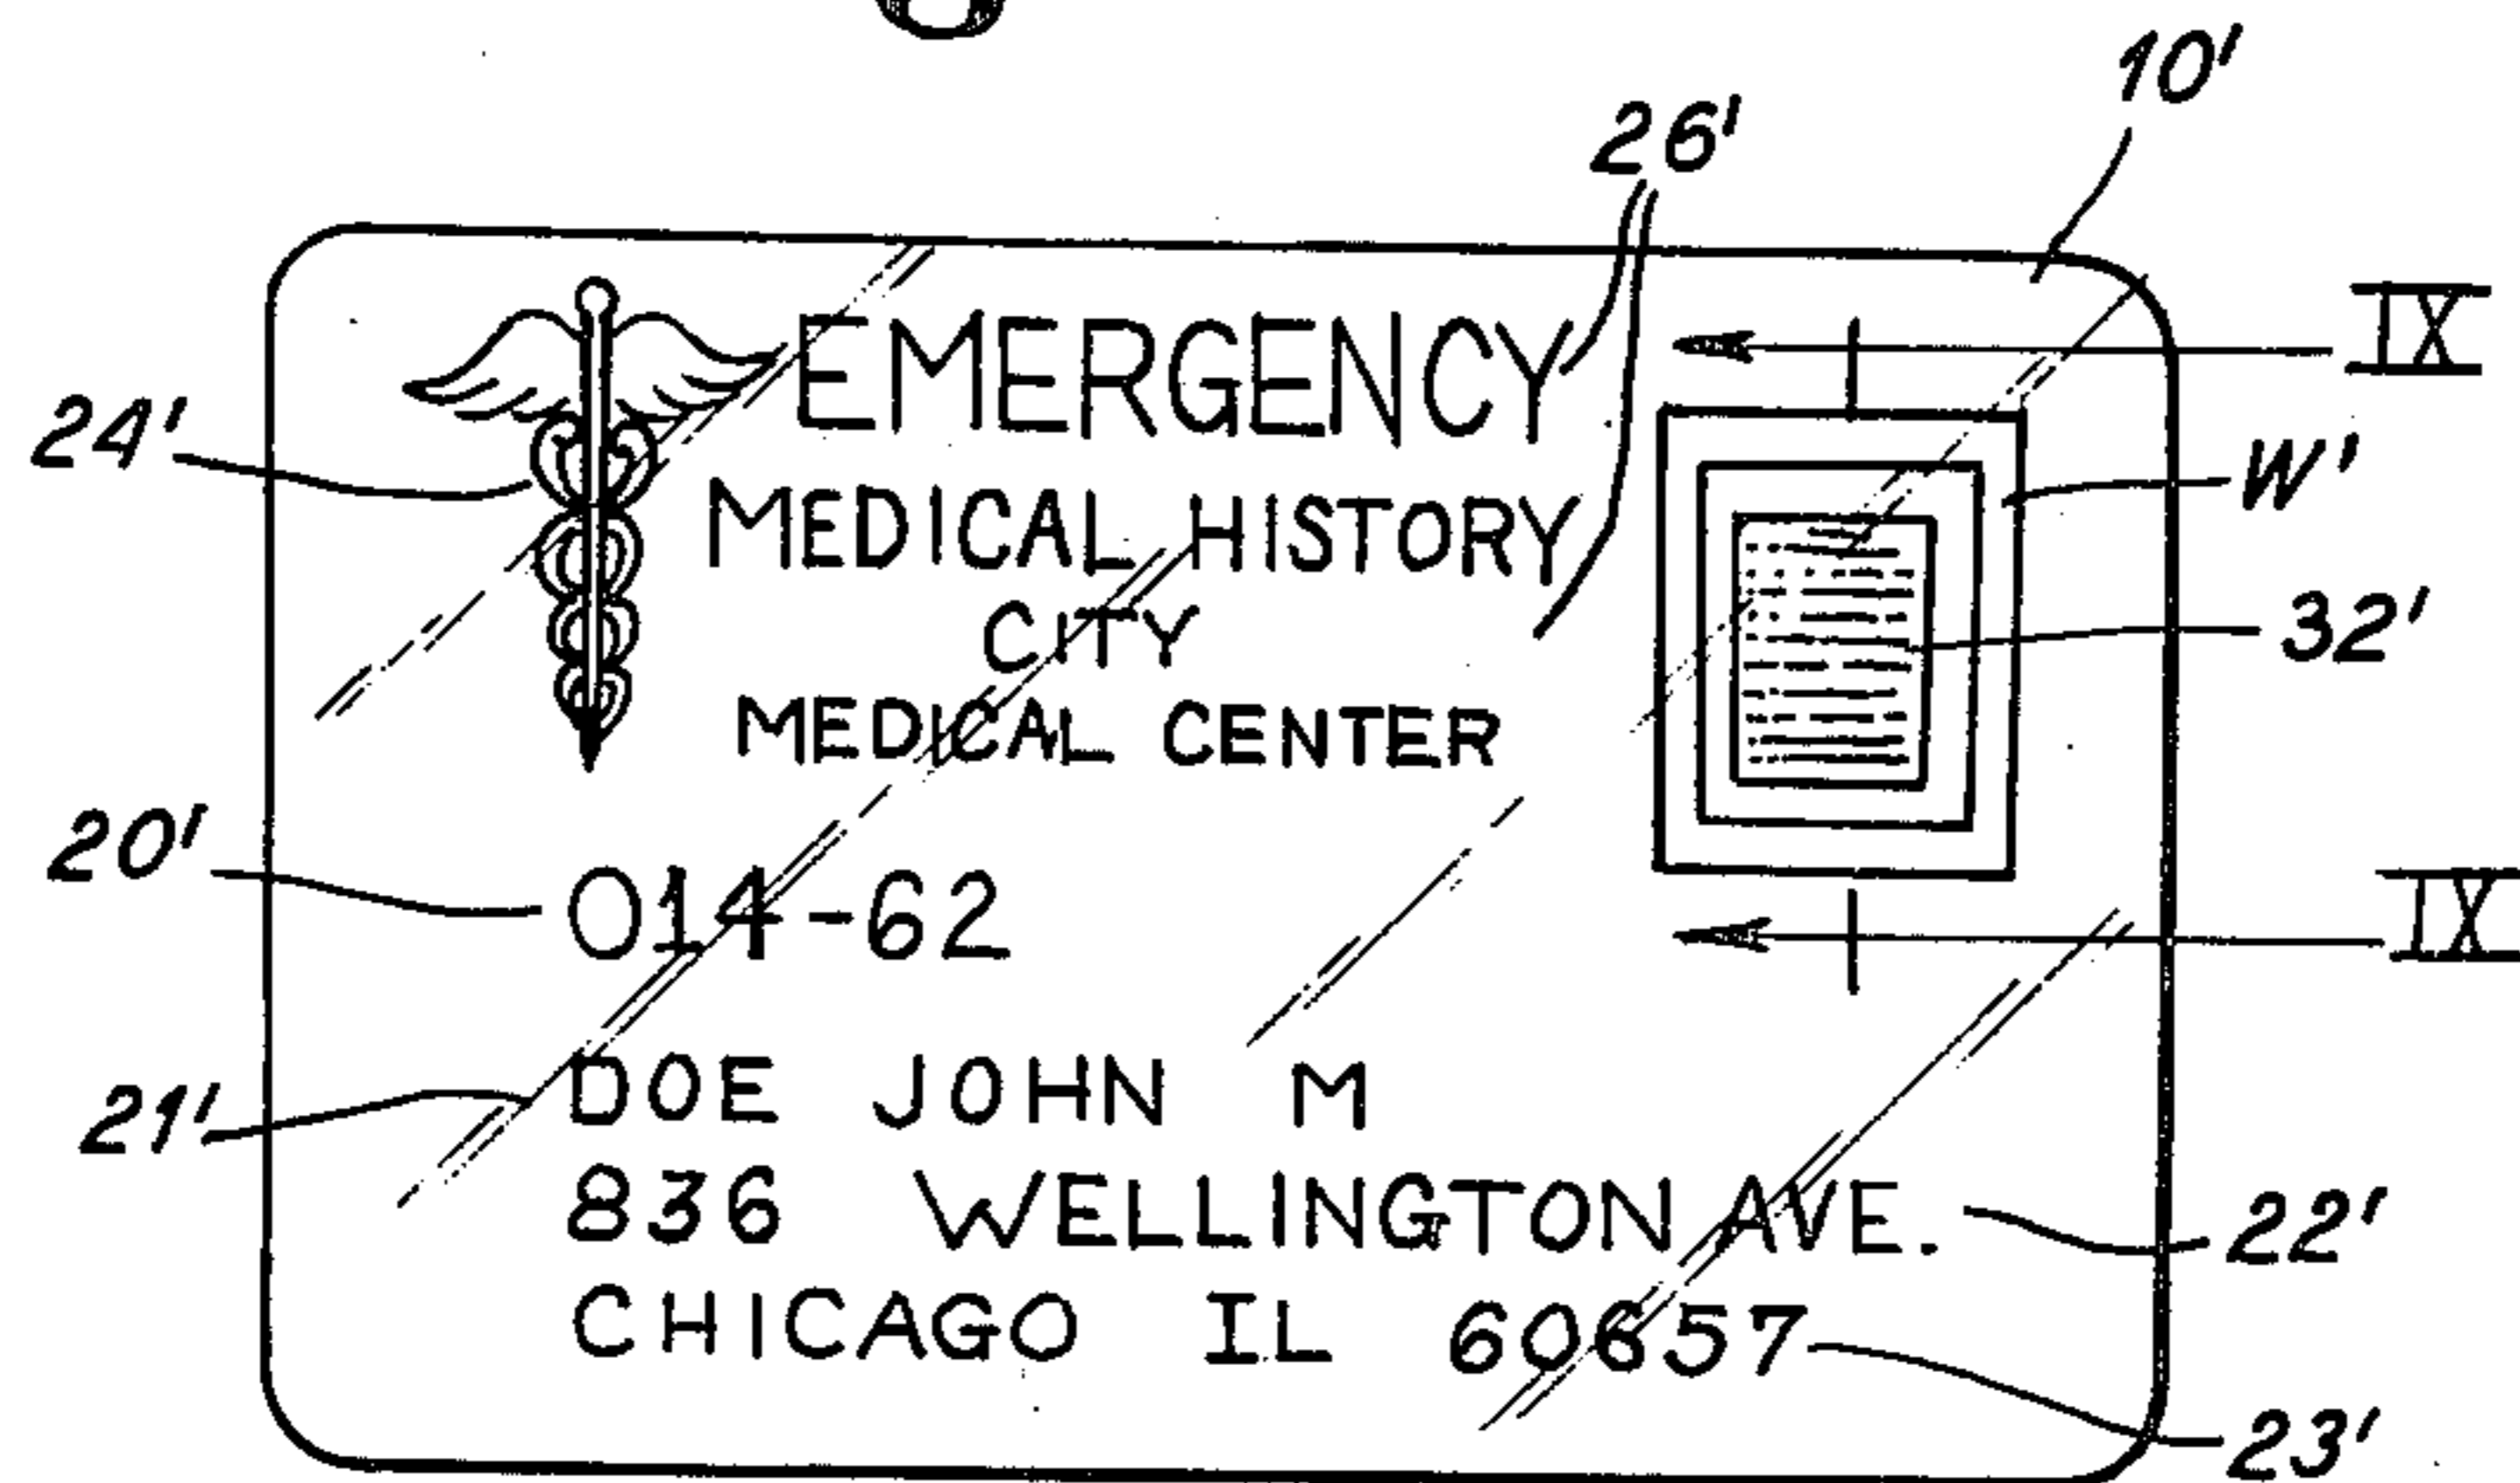 10'
26'
EMERGENCY
IX
24'
W'
MEDICAL HISTORY
CITY
32'
MEDICAL CENTER
20'
014-62
IX
21'
DOE JOHN M
836 WELLINGTON AVE.
22'
CHICAGO IL 60657
23'